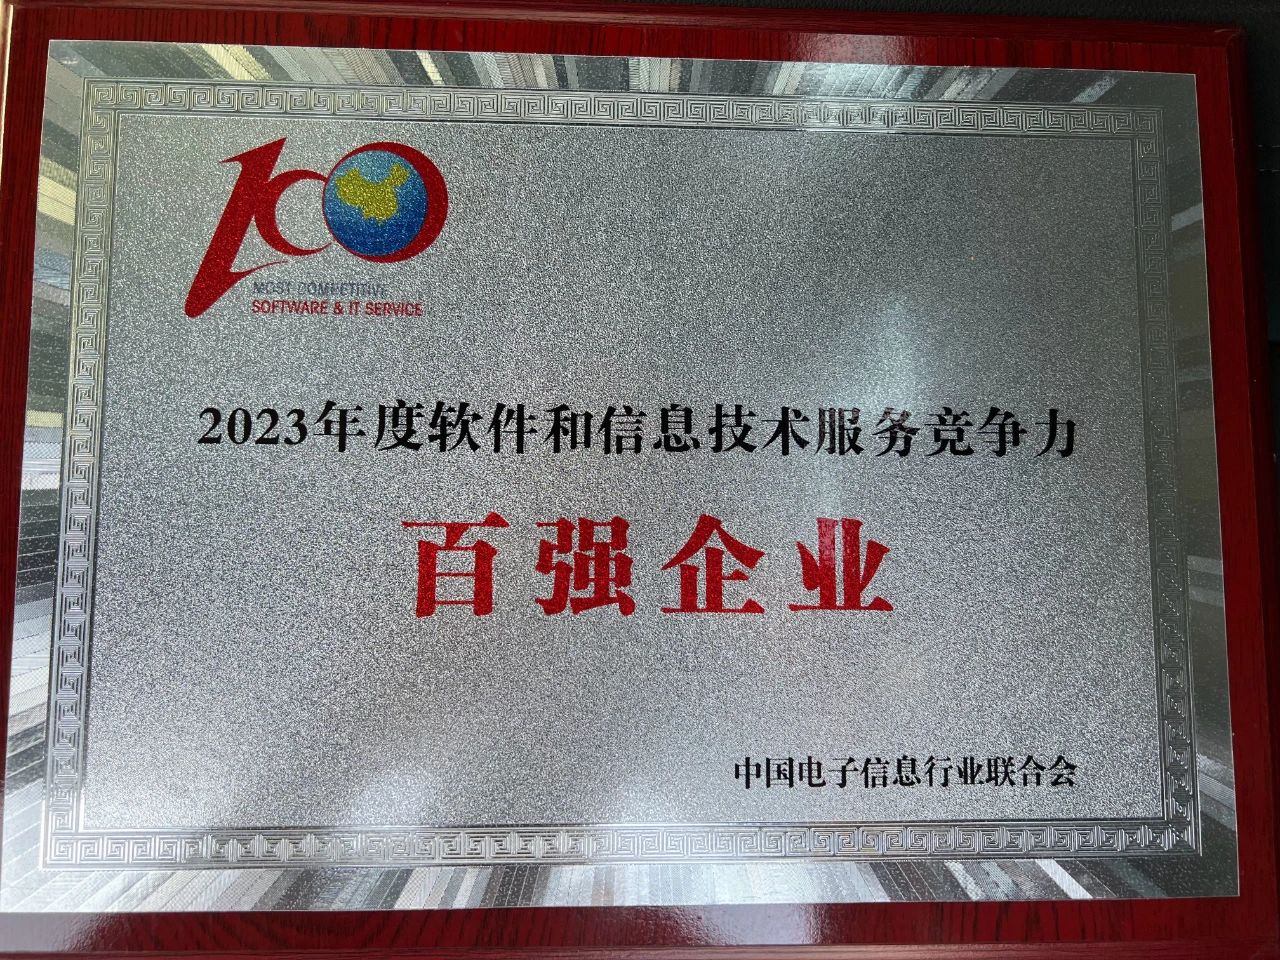 100
MOST COMPETITIVE
SOFTWARE & IT SERVICE
2023年度软件和信息技术服务竞争力
百强企业
中国电子信息行业联合会